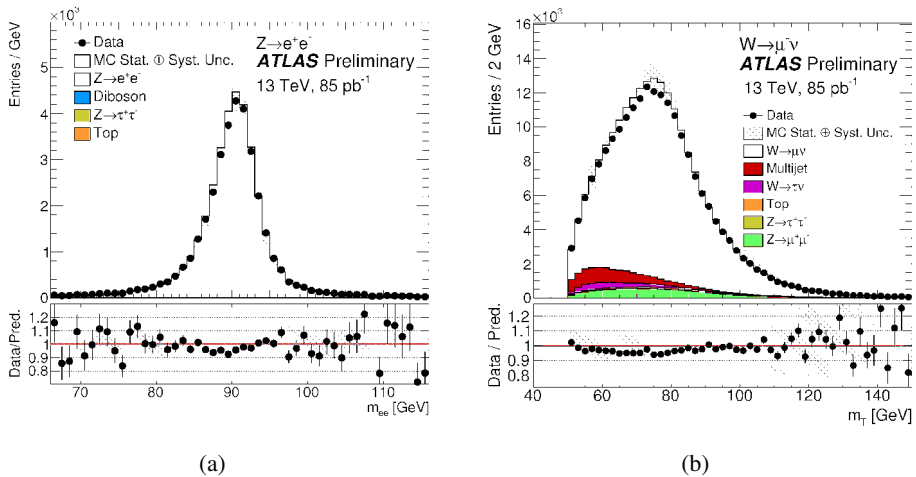 ×10³
Entries / GeV
5
4
3
2
1
0
Data
MC Stat. ⊕ Syst. Unc.
Z→e⁺e⁻
Diboson
Z→τ⁺τ⁻
Top
Z→e⁺e⁻
ATLAS Preliminary
13 TeV, 85 pb⁻¹
Data/Pred.
1.2
1.1
1
0.9
0.8
70 80 90 100 110
m_ee [GeV]
(a)
×10³
Entries / 2 GeV
16
14
12
10
8
6
4
2
0
W→μ⁻ν
ATLAS Preliminary
13 TeV, 85 pb⁻¹
Data
MC Stat. ⊕ Syst. Unc.
W→μν
Multijet
W→τν
Top
Z→τ⁺τ⁻
Z→μ⁺μ⁻
Data / Pred.
1.2
1.1
1
0.9
0.8
40 60 80 100 120 140
m_T [GeV]
(b)